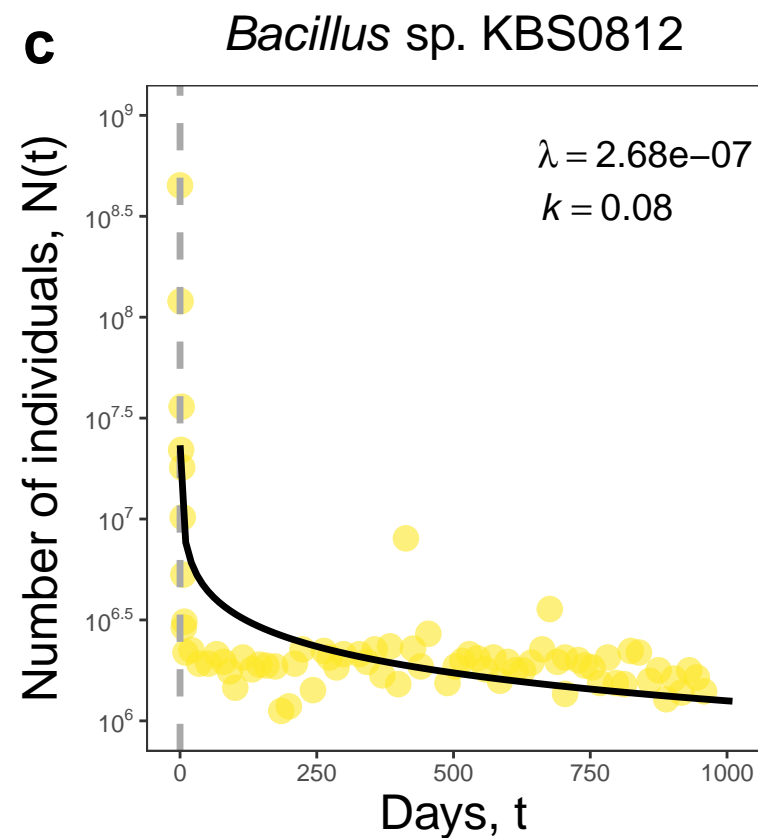 c
Bacillus sp. KBS0812
Number of individuals, N(t)
10^9
10^8.5
10^8
10^7.5
10^7
10^6.5
10^6
λ = 2.68e−07
k = 0.08
0 250 500 750 1000
Days, t